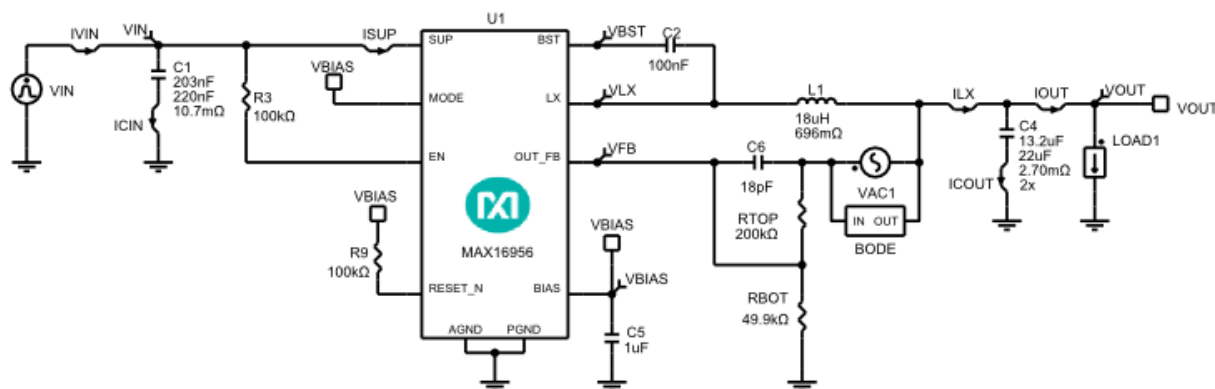 U1
IVIN
VIN
ISUP
SUP
BST
VBST
C2
100nF
VIN
C1
203nF
220nF
10.7mΩ
ICIN
R3
100kΩ
VBIAS
MODE
LX
VLX
L1
18uH
696mΩ
ILX
IOUT
VOUT
VOUT
C4
13.2uF
22uF
2.70mΩ
2x
ICOUT
LOAD1
EN
OUT_FB
VFB
C6
18pF
VAC1
IN OUT
BODE
RTOP
200kΩ
VBIAS
R9
100kΩ
MAX16956
VBIAS
RESET_N
BIAS
VBIAS
RBOT
49.9kΩ
AGND
PGND
C5
1uF